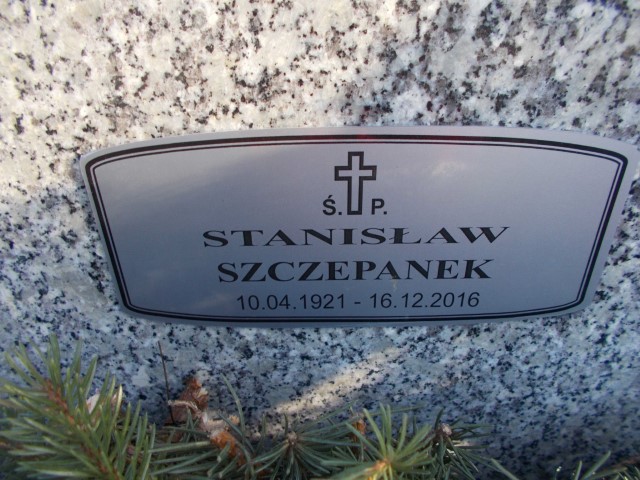 Ś. P.
STANISŁAW
SZCZEPANEK
10.04.1921 - 16.12.2016